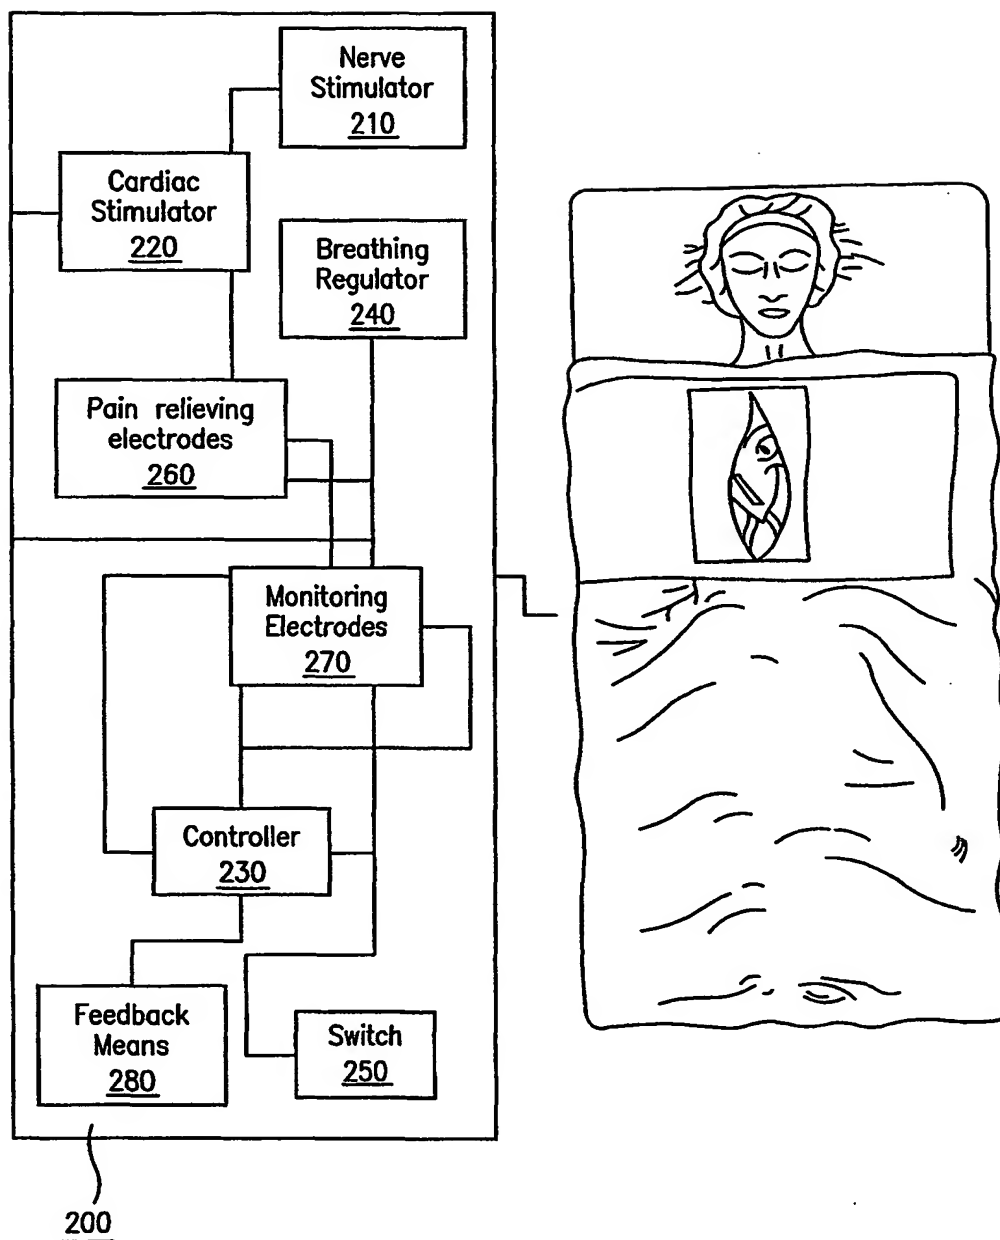 Nerve
Stimulator
210
Cardiac
Stimulator
220
Breathing
Regulator
240
Pain relieving
electrodes
260
Monitoring
Electrodes
270
Controller
230
Feedback
Means
280
Switch
250
200